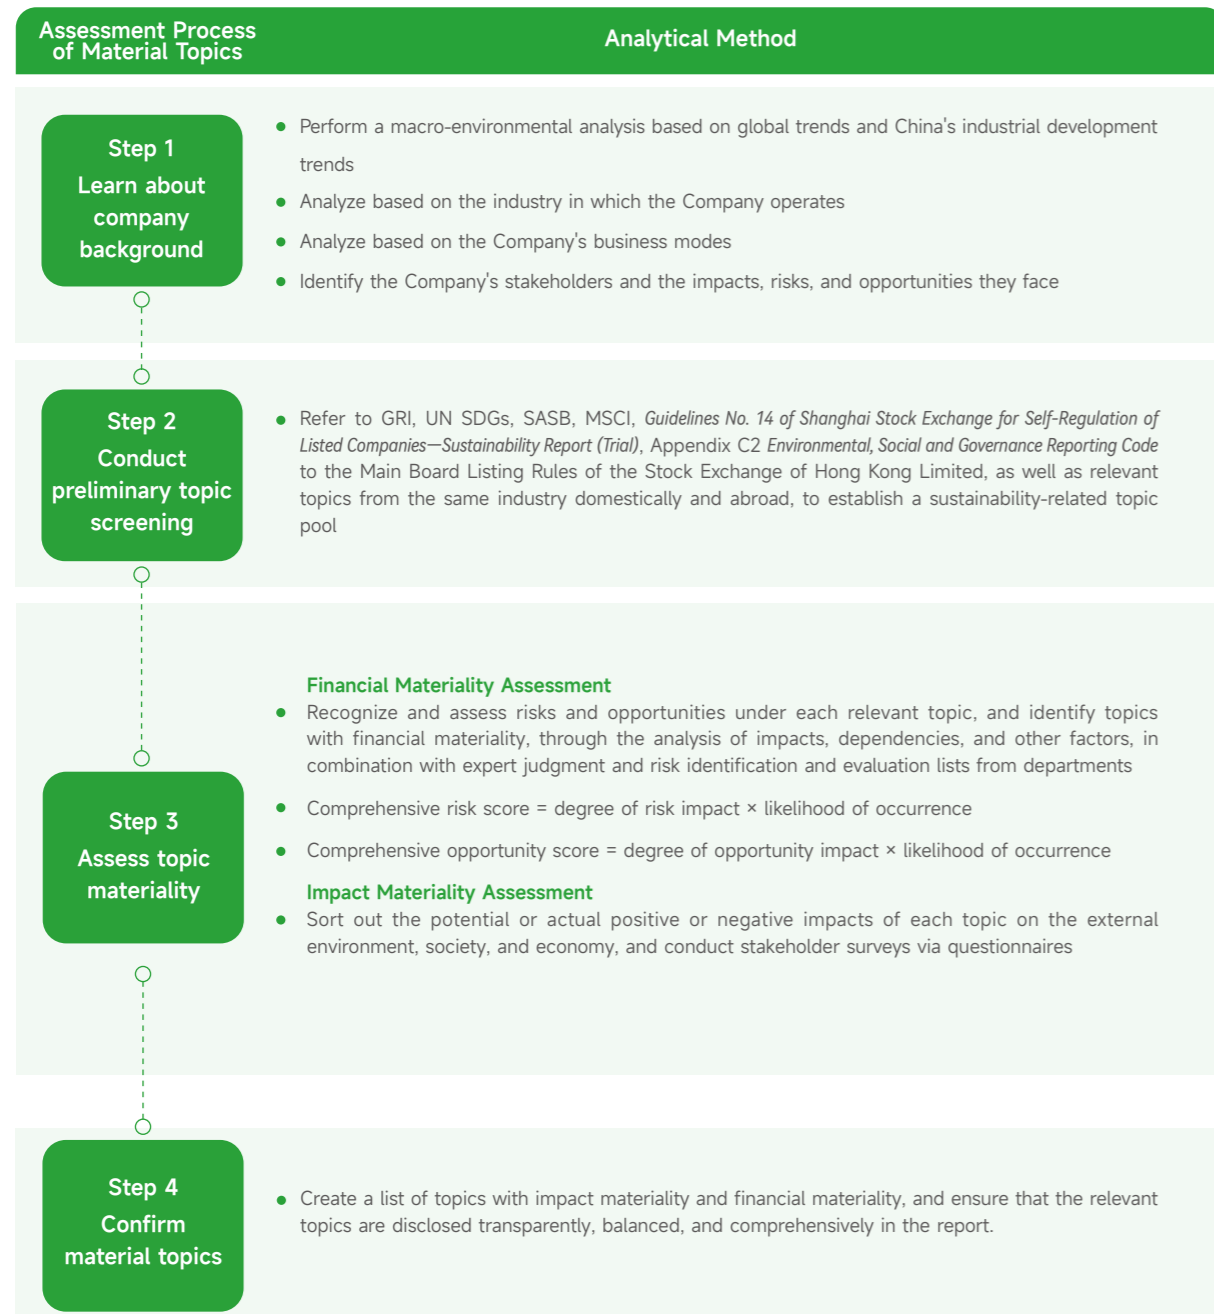 Assessment Process
of Material Topics
Analytical Method
Step 1
Learn about
company
background
● Perform a macro-environmental analysis based on global trends and China's industrial development
trends
● Analyze based on the industry in which the Company operates
● Analyze based on the Company's business modes
● Identify the Company's stakeholders and the impacts, risks, and opportunities they face
Step 2
Conduct
preliminary topic
screening
● Refer to GRI, UN SDGs, SASB, MSCI, Guidelines No. 14 of Shanghai Stock Exchange for Self-Regulation of
Listed Companies—Sustainability Report (Trial), Appendix C2 Environmental, Social and Governance Reporting Code
to the Main Board Listing Rules of the Stock Exchange of Hong Kong Limited, as well as relevant
topics from the same industry domestically and abroad, to establish a sustainability-related topic
pool
Step 3
Assess topic
materiality
Financial Materiality Assessment
● Recognize and assess risks and opportunities under each relevant topic, and identify topics
with financial materiality, through the analysis of impacts, dependencies, and other factors, in
combination with expert judgment and risk identification and evaluation lists from departments
● Comprehensive risk score = degree of risk impact × likelihood of occurrence
● Comprehensive opportunity score = degree of opportunity impact × likelihood of occurrence
Impact Materiality Assessment
● Sort out the potential or actual positive or negative impacts of each topic on the external
environment, society, and economy, and conduct stakeholder surveys via questionnaires
Step 4
Confirm
material topics
● Create a list of topics with impact materiality and financial materiality, and ensure that the relevant
topics are disclosed transparently, balanced, and comprehensively in the report.